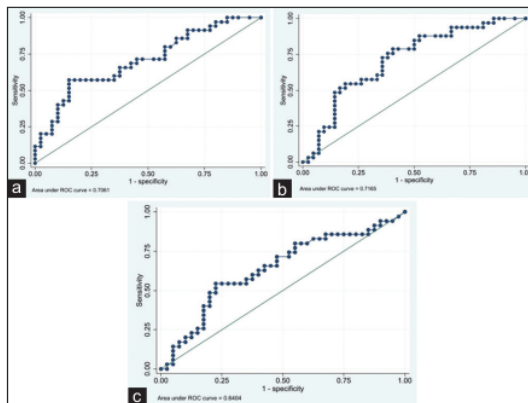 1.00
0.75
0.50
0.25
0.00
Sensitivity
0.00 0.25 0.50 0.75 1.00
1 - specificity
Area under ROC curve = 0.7061
a
1.00
0.75
0.50
0.25
0.00
Sensitivity
0.00 0.25 0.50 0.75 1.00
1 - specificity
Area under ROC curve = 0.7165
b
1.00
0.75
0.50
0.25
0.00
Sensitivity
0.00 0.25 0.50 0.75 1.00
1 - specificity
Area under ROC curve = 0.6404
c